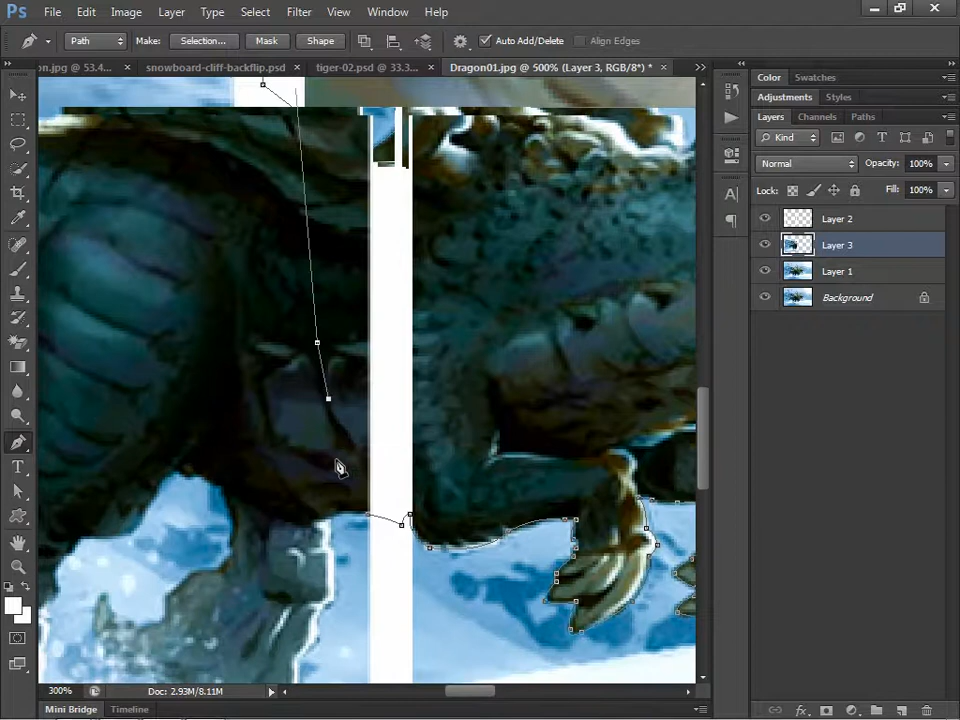 Ps File Edit Image Layer Type Select Filter View Window Help
Path Make: Selection... Mask Shape Auto Add/Delete Align Edges
on.jpg @ 53.4... × snowboard-cliff-backflip.psd × tiger-02.psd @ 33.3... × Dragon01.jpg @ 500% (Layer 3, RGB/8*) * ×
Color Swatches
Adjustments Styles
Layers Channels Paths
Kind
Normal Opacity: 100%
Lock: Fill: 100%
Layer 2
Layer 3
Layer 1
Background
300% Doc: 2.93M/8.11M
Mini Bridge Timeline